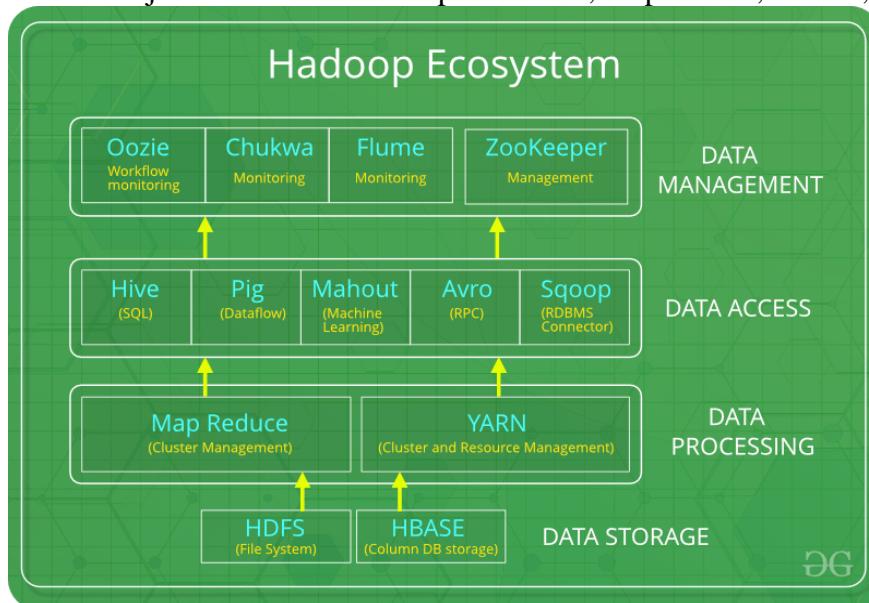 Hadoop Ecosystem
Oozie
Workflow
monitoring
Chukwa
Monitoring
Flume
Monitoring
ZooKeeper
Management
DATA
MANAGEMENT
Hive
(SQL)
Pig
(Dataflow)
Mahout
(Machine
Learning)
Avro
(RPC)
Sqoop
(RDBMS
Connector)
DATA ACCESS
Map Reduce
(Cluster Management)
YARN
(Cluster and Resource Management)
DATA
PROCESSING
HDFS
(File System)
HBASE
(Column DB storage)
DATA STORAGE